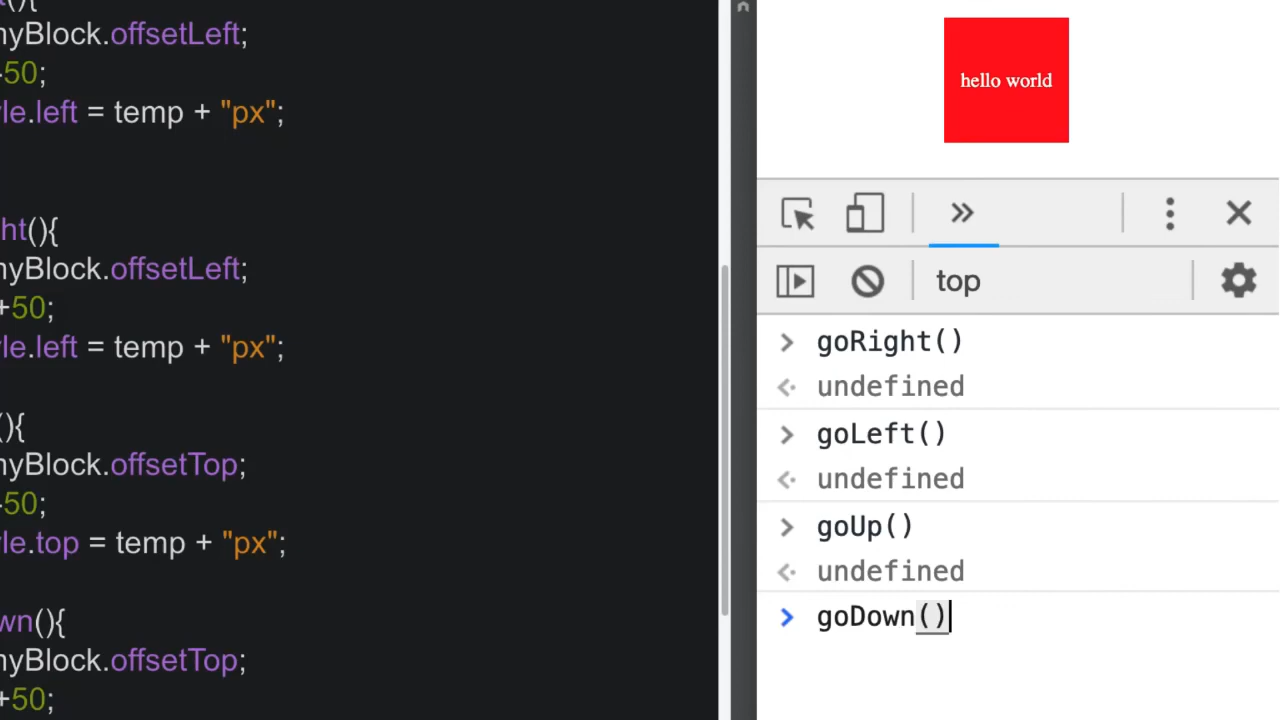 (){
nyBlock.offsetLeft;
-50;
le.left = temp + "px";
ht(){
nyBlock.offsetLeft;
+50;
le.left = temp + "px";
(){
nyBlock.offsetTop;
-50;
le.top = temp + "px";
wn(){
nyBlock.offsetTop;
+50;
hello world
top
goRight()
undefined
goLeft()
undefined
goUp()
undefined
goDown()